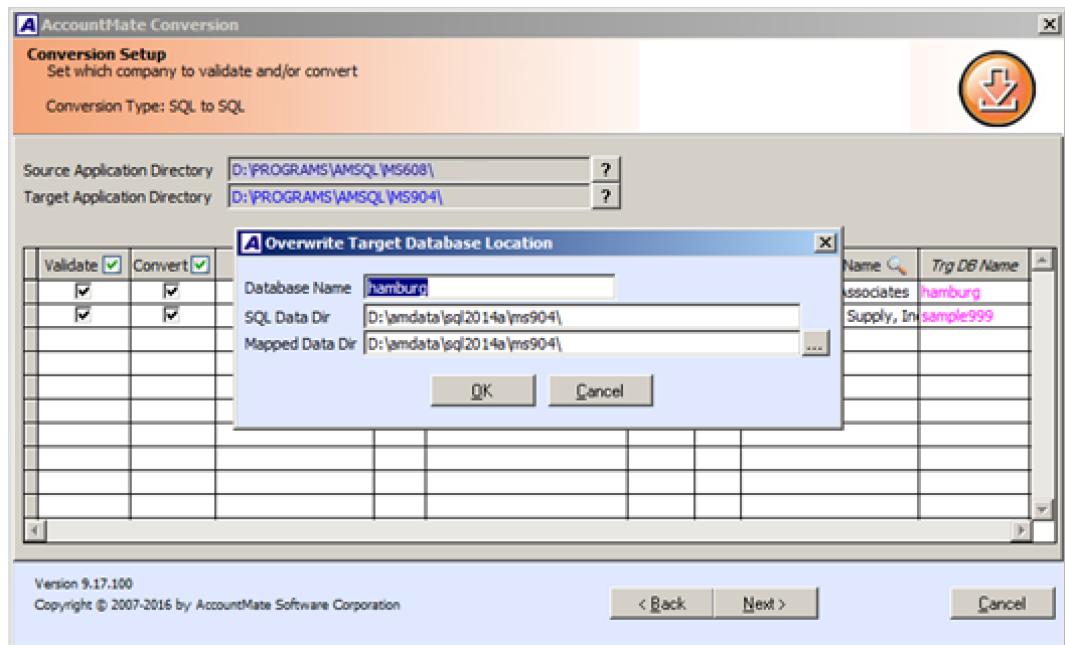 AccountMate Conversion
Conversion Setup
Set which company to validate and/or convert
Conversion Type: SQL to SQL
Source Application Directory D:\PROGRAMS\AMSQL\MS608\ ?
Target Application Directory D:\PROGRAMS\AMSQL\MS904\ ?
Overwrite Target Database Location
Validate Convert Name Trg DB Name
Database Name hamburg
Associates hamburg
SQL Data Dir D:\amdata\sql2014a\ms904\
Supply, In sample999
Mapped Data Dir D:\amdata\sql2014a\ms904\ ...
OK Cancel
Version 9.17.100
Copyright © 2007-2016 by AccountMate Software Corporation
< Back Next > Cancel